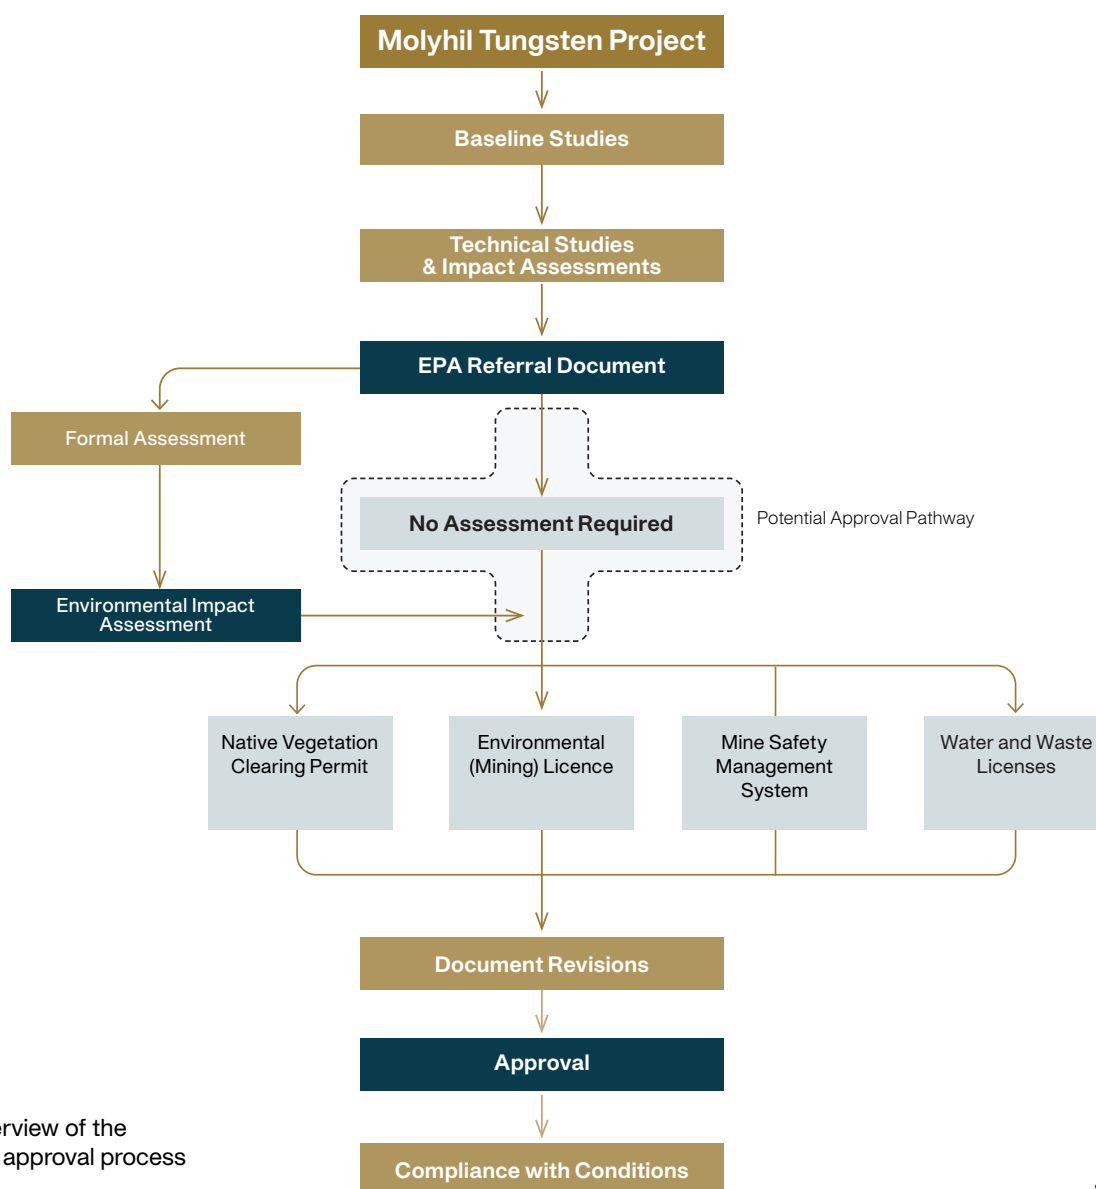 Molyhil Tungsten Project
Baseline Studies
Technical Studies
& Impact Assessments
EPA Referral Document
Formal Assessment
No Assessment Required
Potential Approval Pathway
Environmental Impact
Assessment
Native Vegetation
Clearing Permit
Environmental
(Mining) Licence
Mine Safety
Management
System
Water and Waste
Licenses
Document Revisions
Approval
of the
approval process
Compliance with Conditions